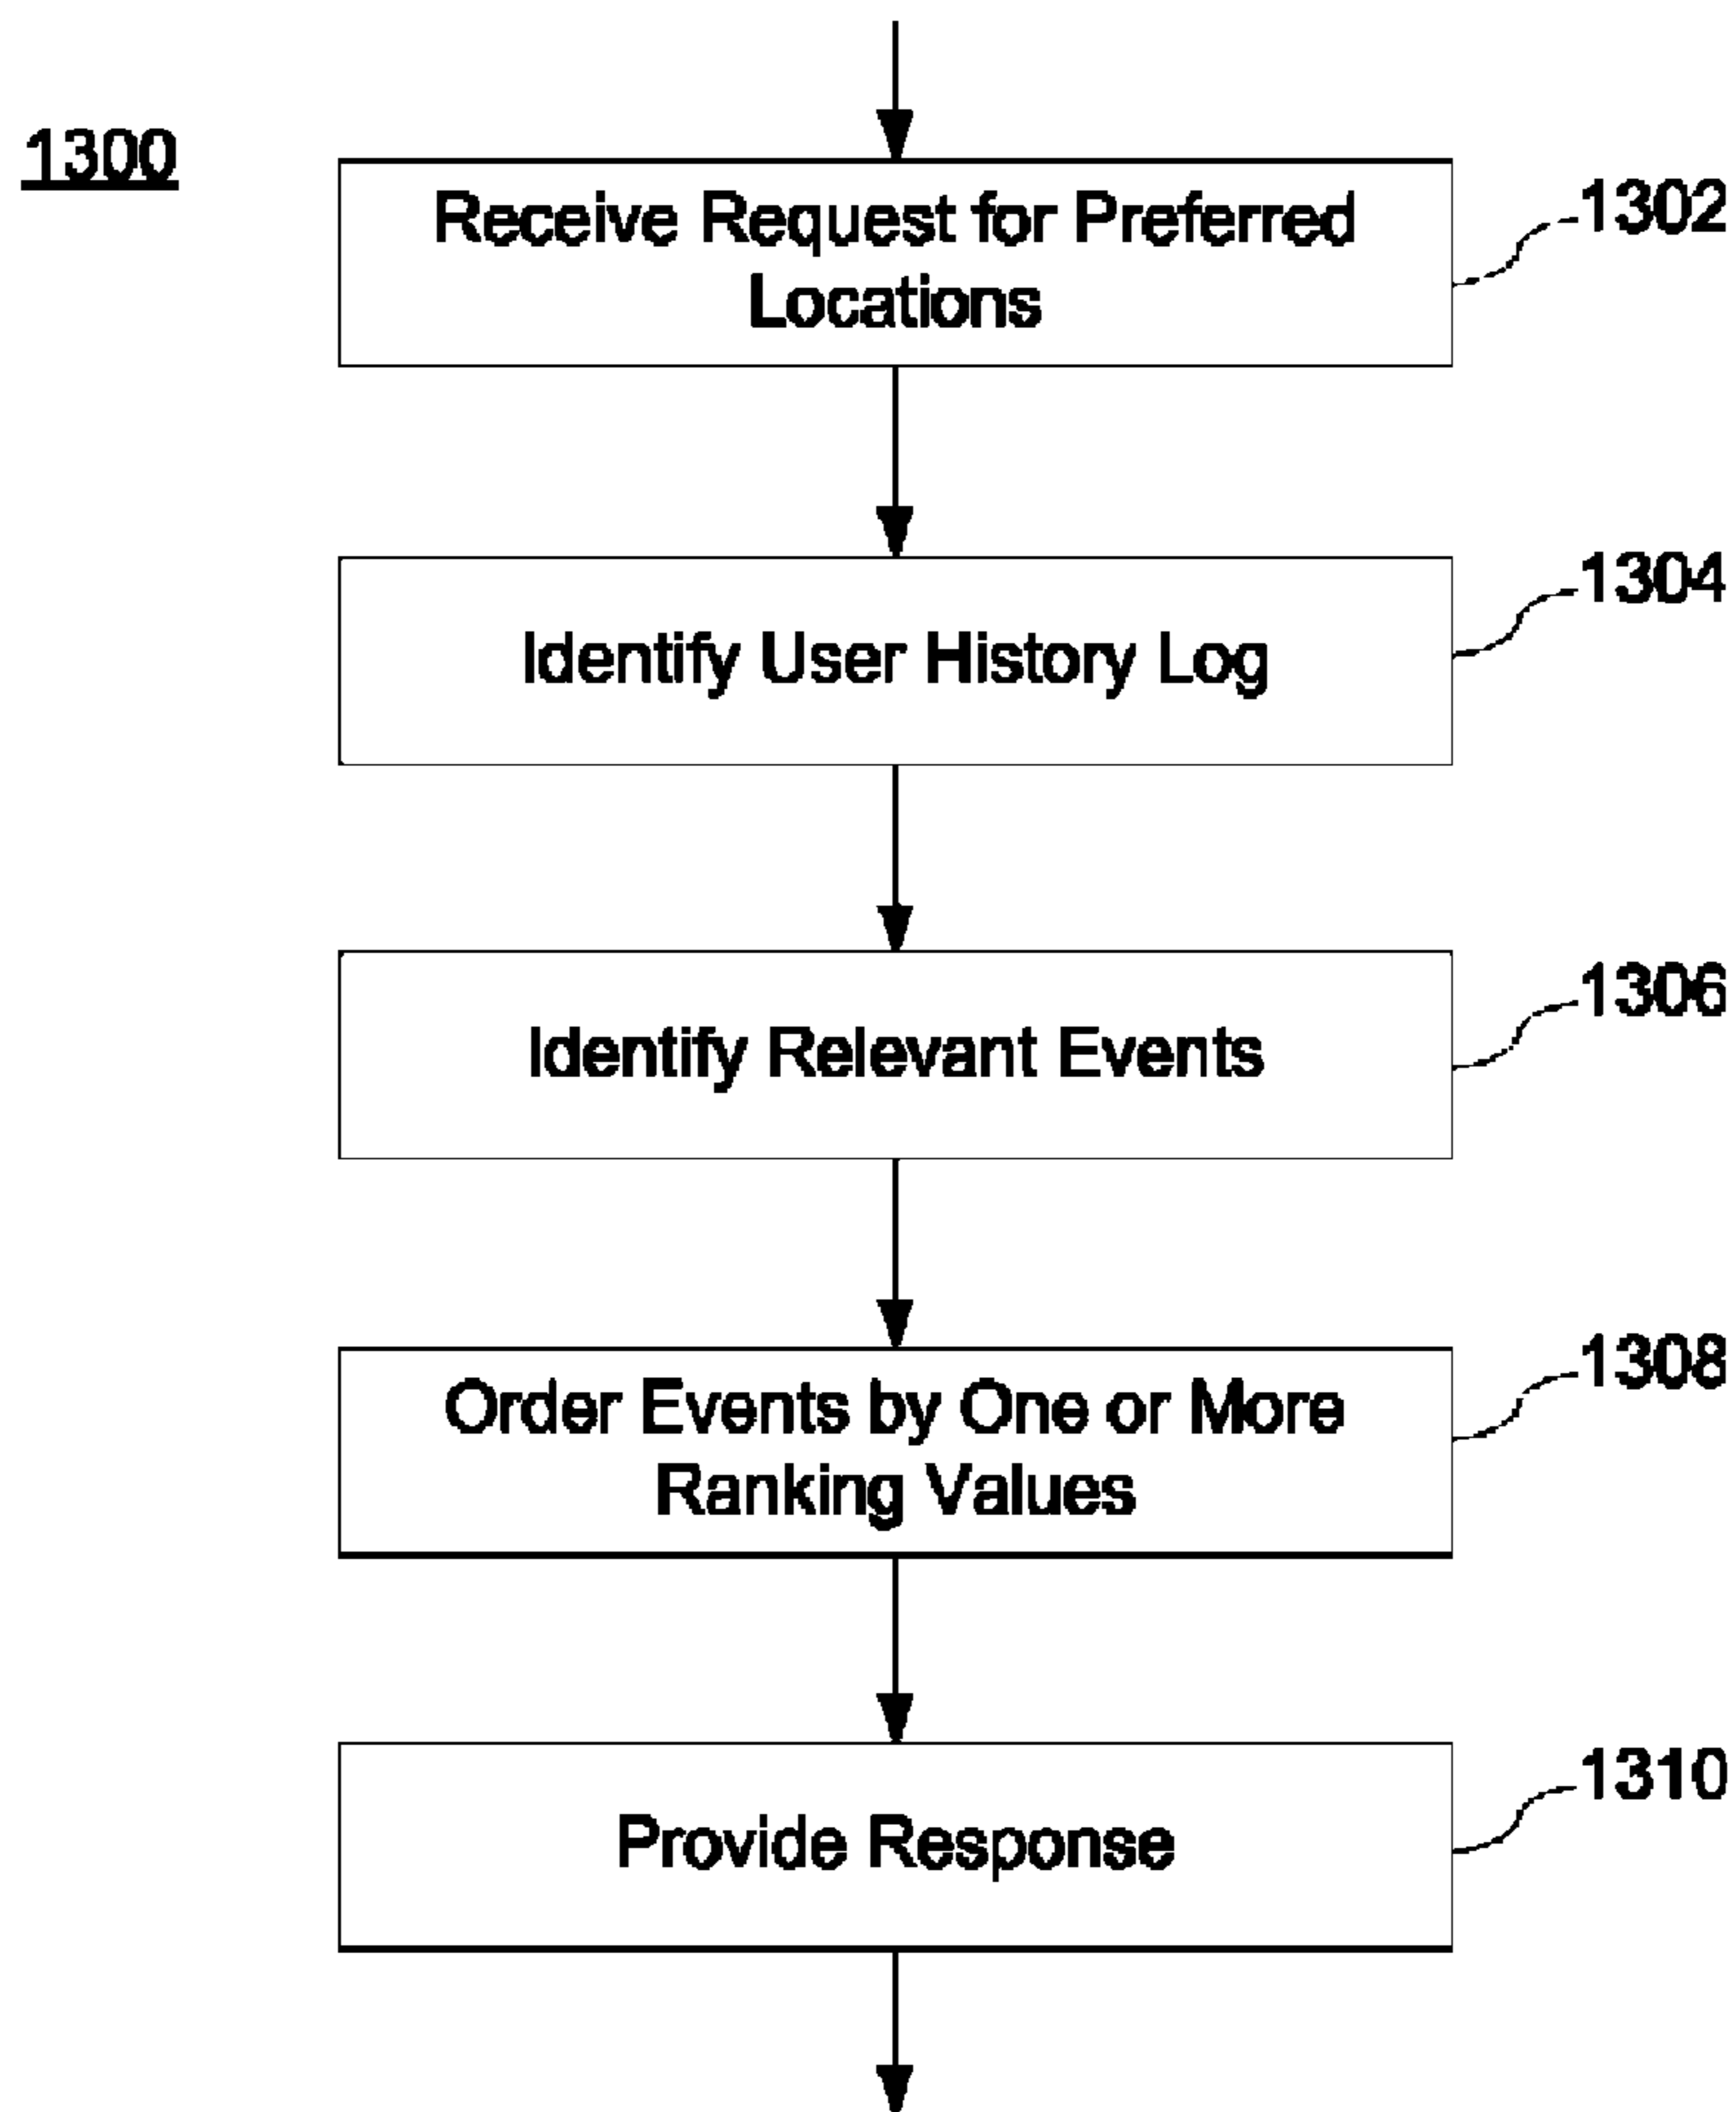 1300
Receive Request for Preferred
Locations
1302
Identify User History Log
1304
Identify Relevant Events
1306
Order Events by One or More
Ranking Values
1308
Provide Response
1310